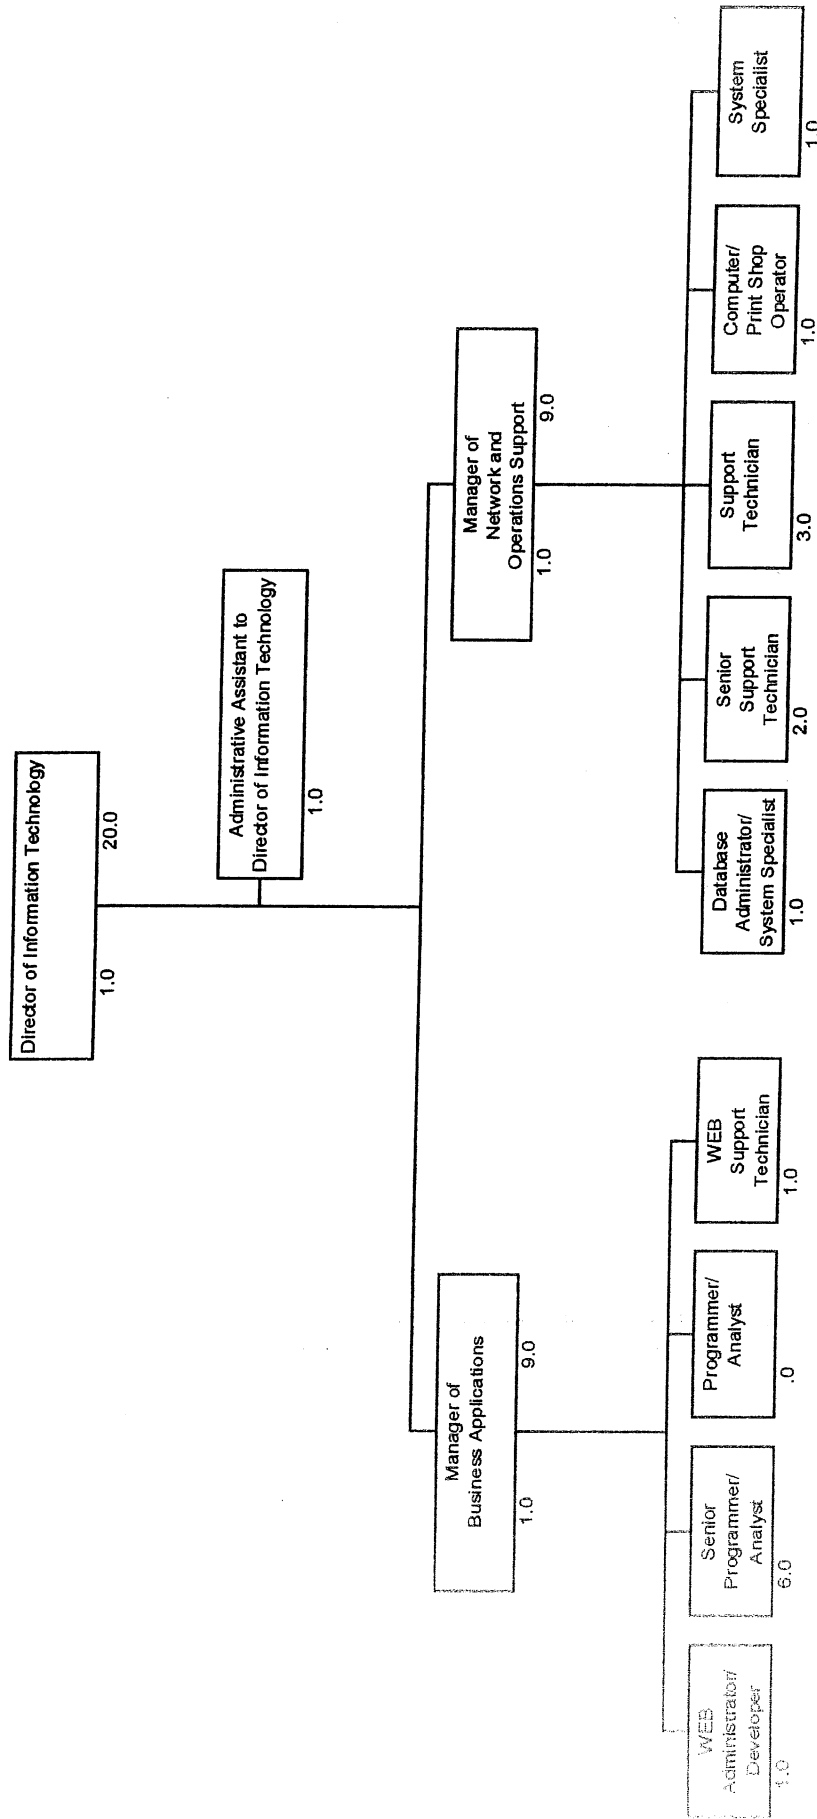 Director of Information Technology
1.0 20.0
Administrative Assistant to
Director of Information Technology
1.0
Manager of
Business Applications
1.0 9.0
Manager of
Network and
Operations Support
1.0 9.0
WEB
Administrator/
Developer
1.0
Senior
Programmer/
Analyst
6.0
Programmer/
Analyst
.0
WEB
Support
Technician
1.0
Database
Administrator/
System Specialist
1.0
Senior
Support
Technician
2.0
Support
Technician
3.0
Computer/
Print Shop
Operator
1.0
System
Specialist
1.0